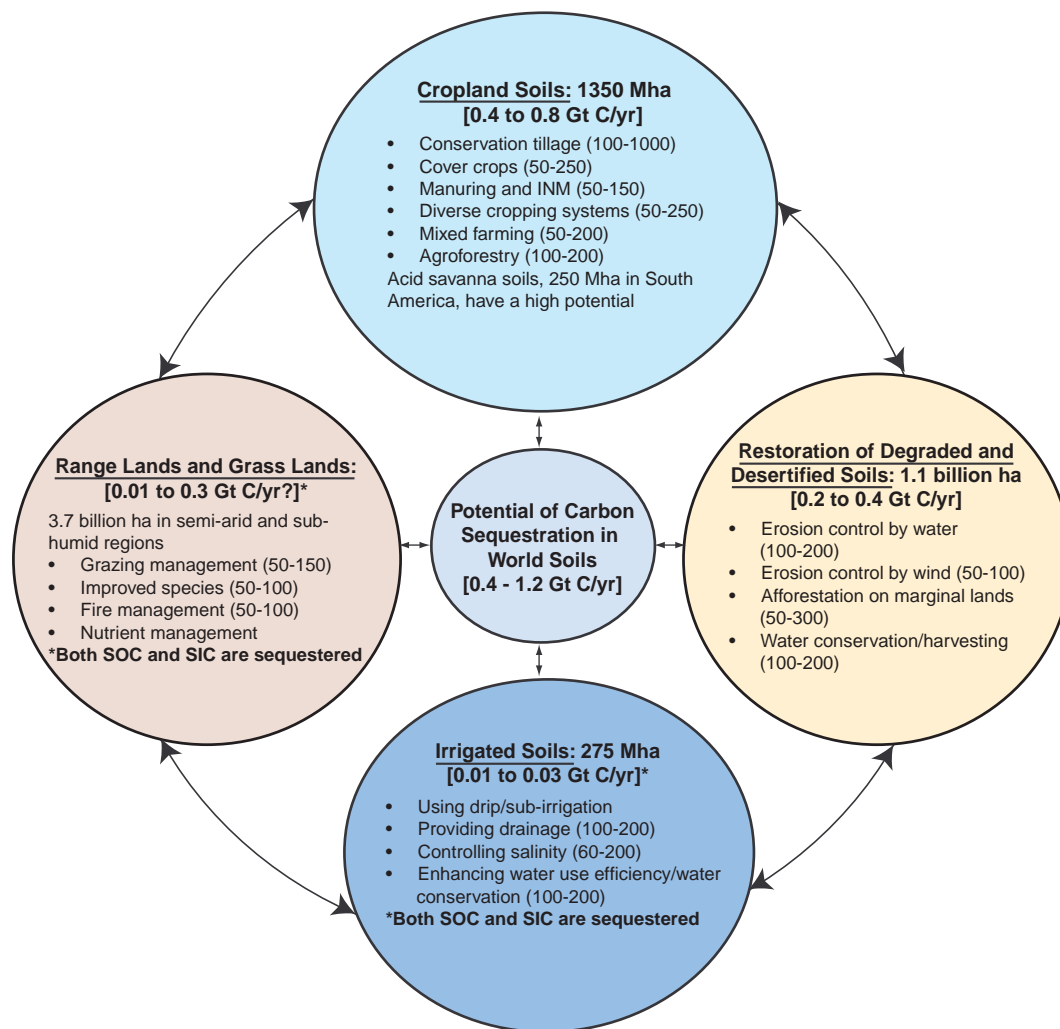 Cropland Soils: 1350 Mha
[0.4 to 0.8 Gt C/yr]
• Conservation tillage (100-1000)
• Cover crops (50-250)
• Manuring and INM (50-150)
• Diverse cropping systems (50-250)
• Mixed farming (50-200)
• Agroforestry (100-200)
Acid savanna soils, 250 Mha in South
America, have a high potential
Range Lands and Grass Lands:
[0.01 to 0.3 Gt C/yr?]*
3.7 billion ha in semi-arid and sub-
humid regions
• Grazing management (50-150)
• Improved species (50-100)
• Fire management (50-100)
• Nutrient management
*Both SOC and SIC are sequestered
Potential of Carbon
Sequestration in
World Soils
[0.4 - 1.2 Gt C/yr]
Restoration of Degraded and
Desertified Soils: 1.1 billion ha
[0.2 to 0.4 Gt C/yr]
• Erosion control by water
(100-200)
• Erosion control by wind (50-100)
• Afforestation on marginal lands
(50-300)
• Water conservation/harvesting
(100-200)
Irrigated Soils: 275 Mha
[0.01 to 0.03 Gt C/yr]*
• Using drip/sub-irrigation
• Providing drainage (100-200)
• Controlling salinity (60-200)
• Enhancing water use efficiency/water
conservation (100-200)
*Both SOC and SIC are sequestered